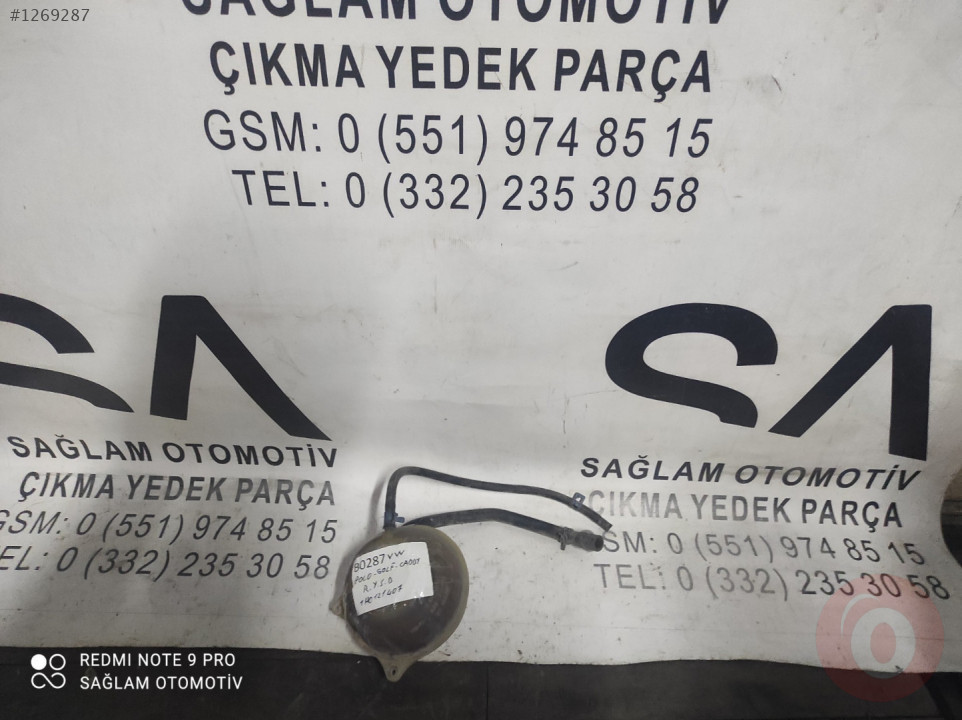 #1269287
SAĞLAM OTOMOTİV
ÇIKMA YEDEK PARÇA
GSM: 0 (551) 974 85 15
TEL: 0 (332) 235 30 58
SA
SAĞLAM OTOMOTİV
ÇIKMA YEDEK PARÇA
GSM: 0 (551) 974 85 15
TEL: 0 (332) 235 30 58
SA
SAĞLAM OTOMOTİV
ÇIKMA YEDEK PARÇA
SM: 0 (551) 974 85 15
TEL: 0 (332) 235 30 58
80287 VW
POLO-GOLF-CADDY
R.Y.S.D
REDMI NOTE 9 PRO
SAĞLAM OTOMOTİV